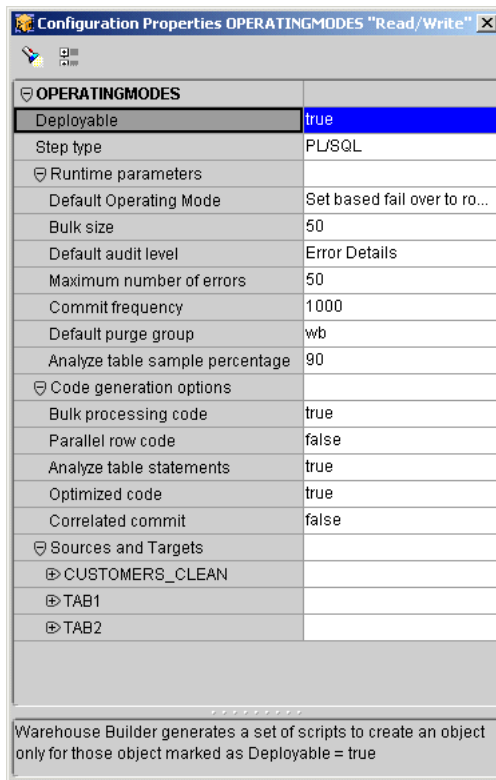 Configuration Properties OPERATINGMODES "Read/Write"
OPERATINGMODES
Deployable true
Step type PL/SQL
Runtime parameters
Default Operating Mode Set based fail over to ro...
Bulk size 50
Default audit level Error Details
Maximum number of errors 50
Commit frequency 1000
Default purge group wb
Analyze table sample percentage 90
Code generation options
Bulk processing code true
Parallel row code false
Analyze table statements true
Optimized code true
Correlated commit false
Sources and Targets
CUSTOMERS_CLEAN
TAB1
TAB2
Warehouse Builder generates a set of scripts to create an object
only for those object marked as Deployable = true